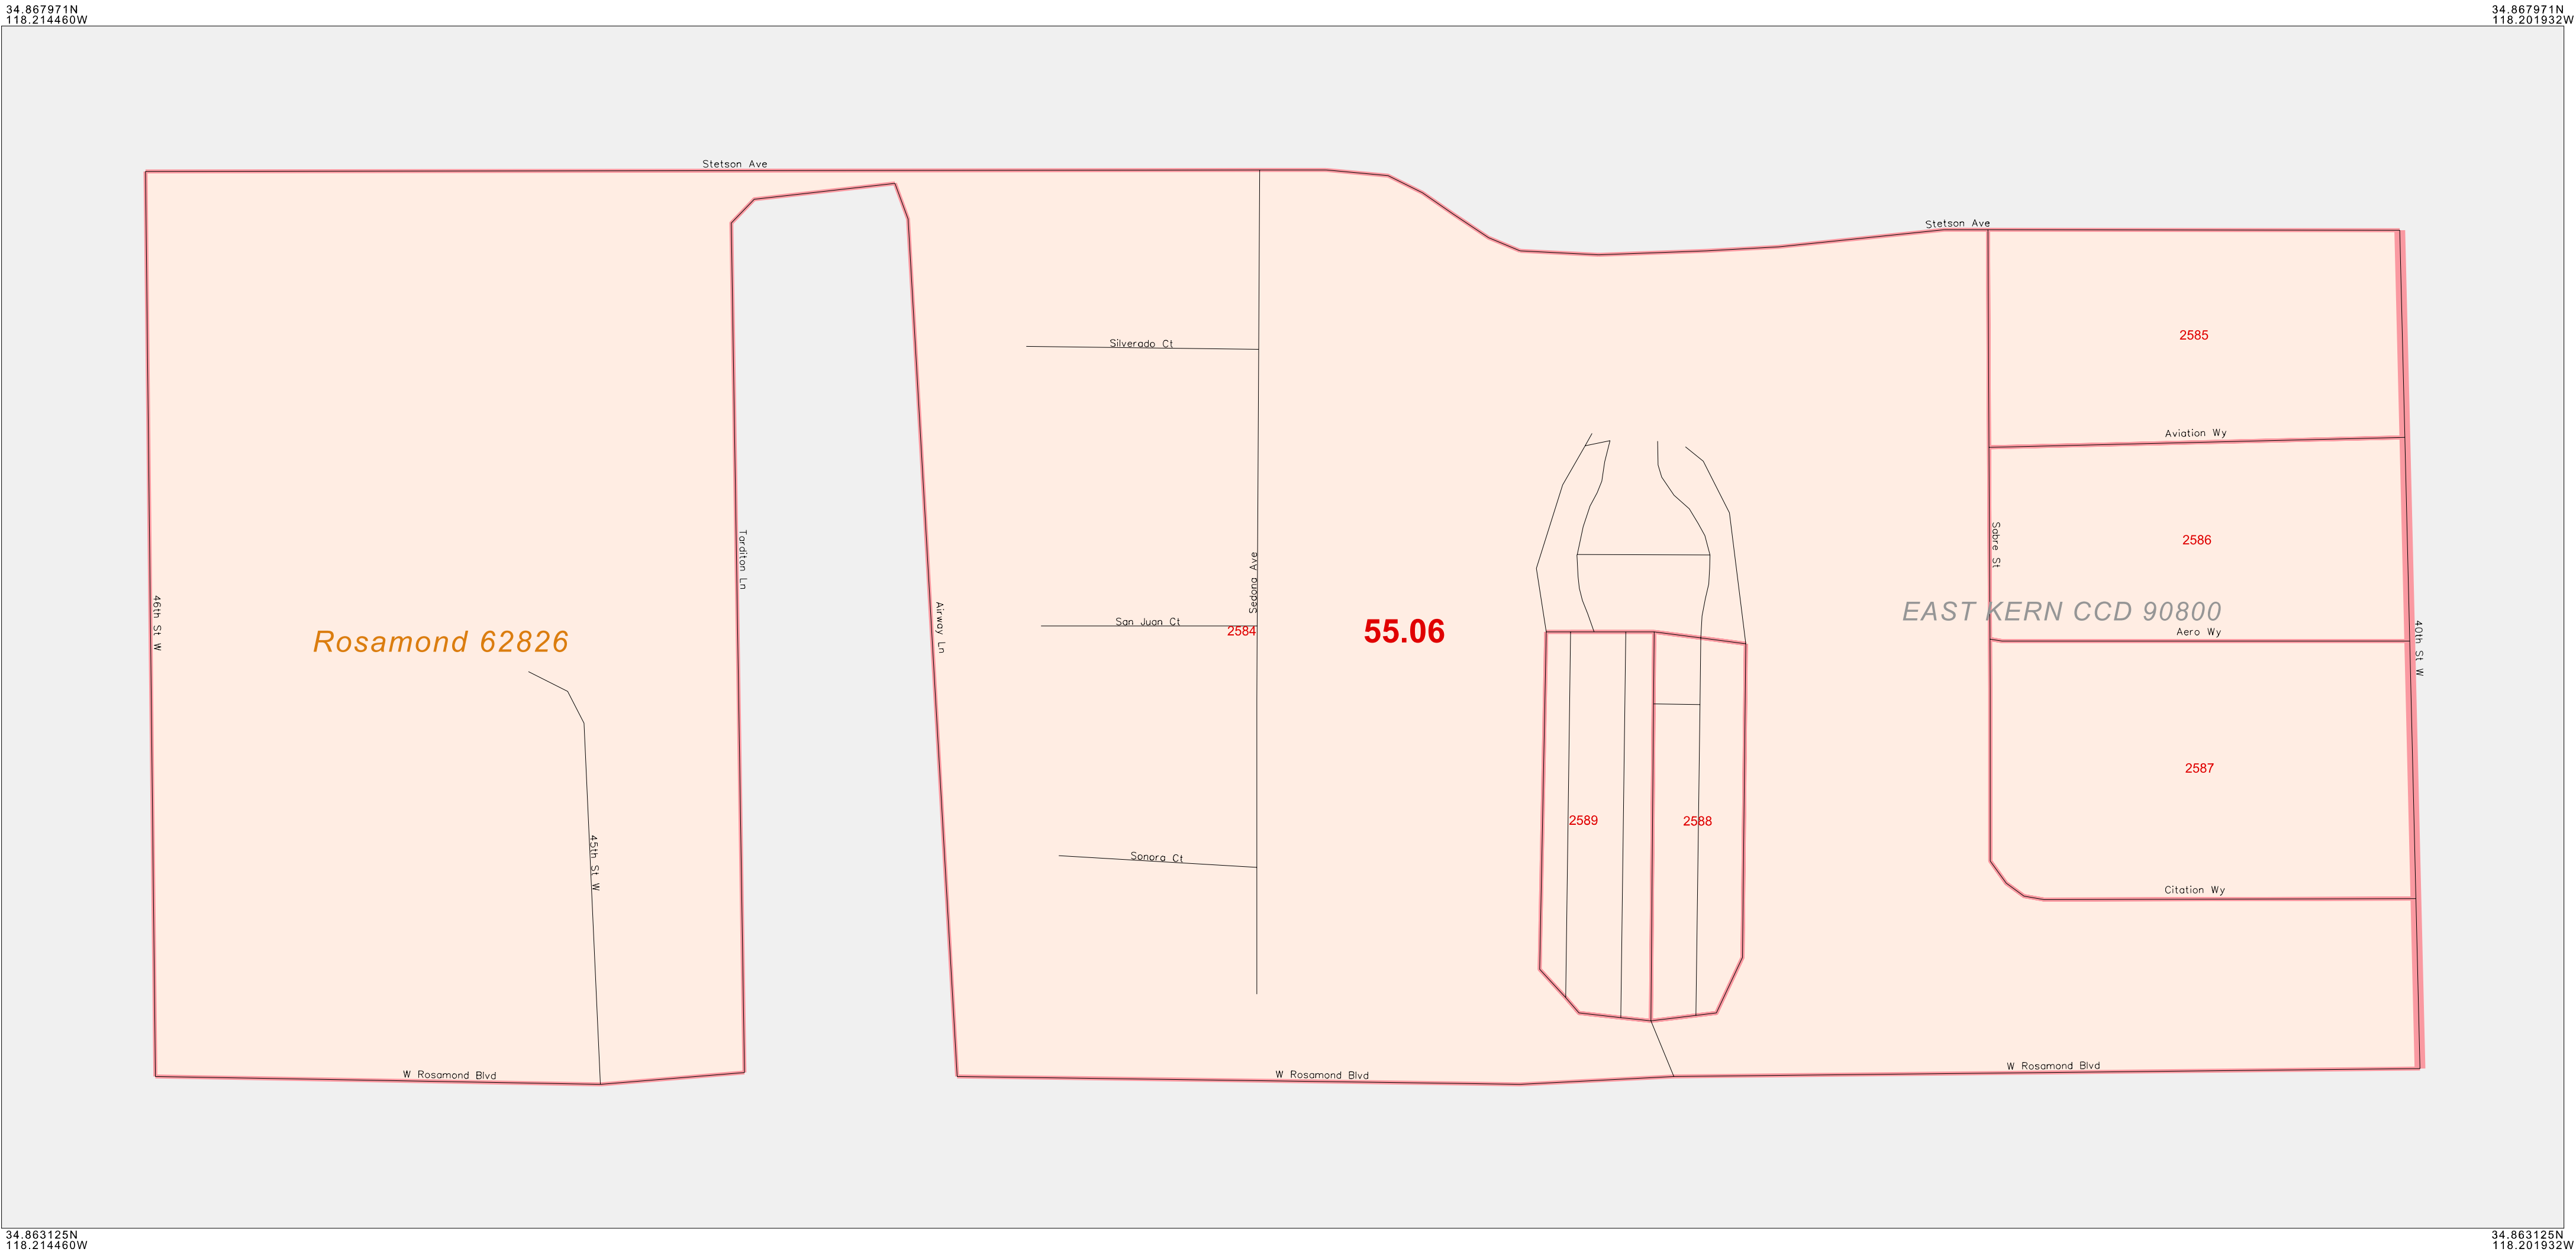 34.867971N
118.214460W
34.867971N
118.201932W
Stetson Ave
Stetson Ave
2585
Silverado Ct
Aviation Wy
Sabre St
2586
Tarditon Ln
Sedona Ave
46th St W
Airway Ln
EAST KERN CCD 90800
San Juan Ct
2584
55.06
Aero Wy
Rosamond 62826
40th St W
2587
2589
2588
45th St W
Sonora Ct
Citation Wy
W Rosamond Blvd
W Rosamond Blvd
W Rosamond Blvd
34.863125N
118.214460W
34.863125N
118.201932W